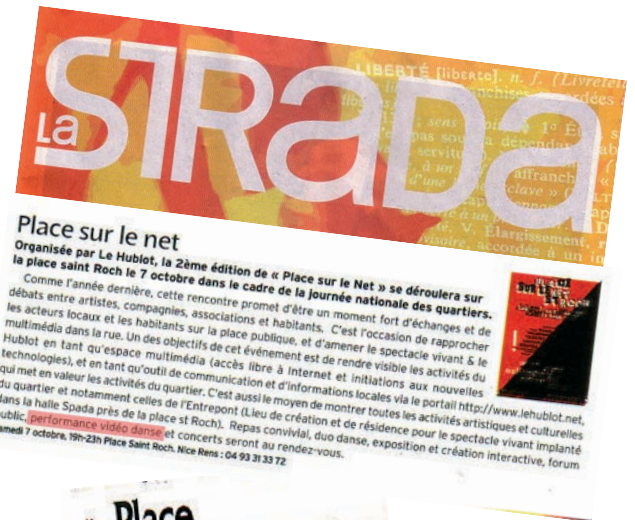 La STRADA
LIBERTÉ [libεʀte]. n. f. (Livretei
Place sur le net
Organisée par Le Hublot, la 2ème édition de « Place sur le Net » se déroulera sur
la place saint Roch le 7 octobre dans le cadre de la journée nationale des quartiers.
Comme l'année dernière, cette rencontre promet d'être un moment fort d'échanges et de
débats entre artistes, compagnies, associations et habitants. C'est l'occasion de rapprocher
les acteurs locaux et les habitants sur la place publique, et d'amener le spectacle vivant & le
multimédia dans la rue. Un des objectifs de cet événement est de rendre visible les activités du
Hublot en tant qu'espace multimédia (accès libre à Internet et initiations aux nouvelles
technologies), et en tant qu'outil de communication et d'informations locales via le portail http://www.lehublot.net,
qui met en valeur les activités du quartier. C'est aussi le moyen de montrer toutes les activités artistiques et culturelles
du quartier et notamment celles de l'Entrepont (Lieu de création et de résidence pour le spectacle vivant implanté
dans la halle Spada près de la place st Roch). Repas convivial, duo danse, exposition et création interactive, forum
public, performance vidéo danse et concerts seront au rendez-vous.
amedi 7 octobre, 19h-23h Place Saint Roch. Nice Rens : 04 93 31 33 72
Place